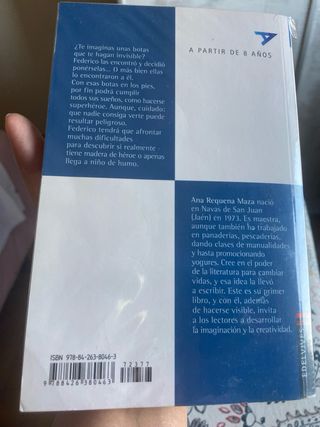 A PARTIR DE 8 AÑOS
¿Te imaginas unas botas
que te hagan invisible?
Federico las encontró y decidió
ponérselas... O más bien ellas
lo encontraron a él.
Con esas botas en los pies,
por fin podrá cumplir
todos sus sueños, como hacerse
superhéroe. Aunque, cuidado:
que nadie consiga verte puede
resultar peligroso.
Federico tendrá que afrontar
muchas dificultades
para descubrir si realmente
tiene madera de héroe o apenas
llega a niño de humo.
Ana Requena Maza nació
en Navas de San Juan
(Jaén) en 1973. Es maestra,
aunque también ha trabajado
en panaderías, pescaderías,
dando clases de manualidades
y hasta promocionando
yogures. Cree en el poder
de la literatura para cambiar
vidas, y esa idea la llevó
a escribir. Este es su primer
libro, y con él, además
de hacerse visible, invita
a los lectores a desarrollar
la imaginación y la creatividad.
EDELVIVES
ISBN 978-84-263-8046-3
72377
9 788426 380463